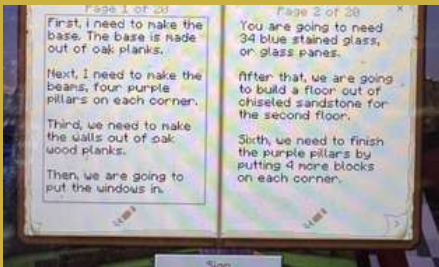 Page 1 of 20
First, i need to make the
base. The base is made
out of oak planks.
Next, I need to make the
beams, four purple
pillars on each corner.
Third, we need to make
the walls out of oak
wood planks.
Then, we are going to
put the windows in.
Page 2 of 20
You are going to need
34 blue stained glass,
or glass panes.
After that, we are going
to build a floor out of
chiseled sandstone for
the second floor.
Sixth, we need to finish
the purple pillars by
putting 4 more blocks
on each corner.
Sign